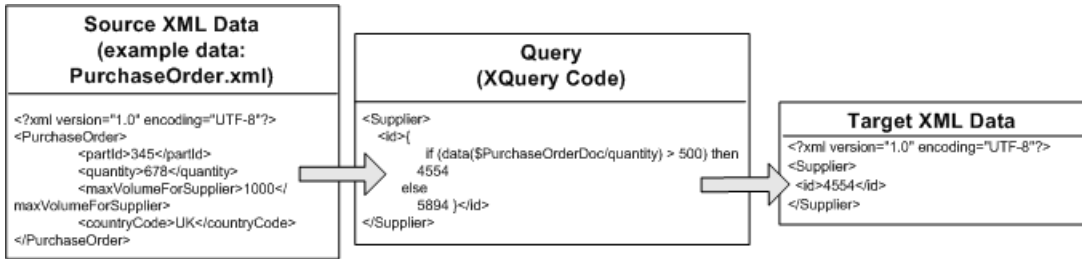 Source XML Data
(example data:
PurchaseOrder.xml)
<?xml version="1.0" encoding="UTF-8"?>
<PurchaseOrder>
<partId>345</partId>
<quantity>678</quantity>
<maxVolumeForSupplier>1000</
maxVolumeForSupplier>
<countryCode>UK</countryCode>
</PurchaseOrder>
Query
(XQuery Code)
<Supplier>
<id>{
if (data($PurchaseOrderDoc/quantity) > 500) then
4554
else
5894 }</id>
</Supplier>
Target XML Data
<?xml version="1.0" encoding="UTF-8"?>
<Supplier>
<id>4554</id>
</Supplier>